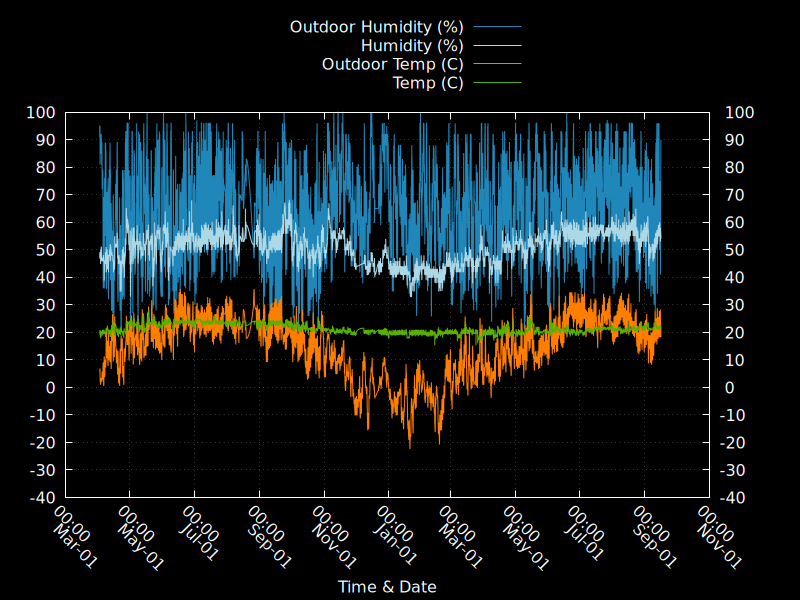 Outdoor Humidity (%)
Humidity (%)
Outdoor Temp (C)
Temp (C)
100 100
90 90
80 80
70 70
60 60
50 50
40 40
30 30
20 20
10 10
0 0
-10 -10
-20 -20
-30 -30
-40 -40
00:00 00:00 00:00 00:00 00:00 00:00 00:00 00:00 00:00 00:00 00:00
Mar-01 May-01 Jul-01 Sep-01 Nov-01 Jan-01 Mar-01 May-01 Jul-01 Sep-01 Nov-01
Time & Date